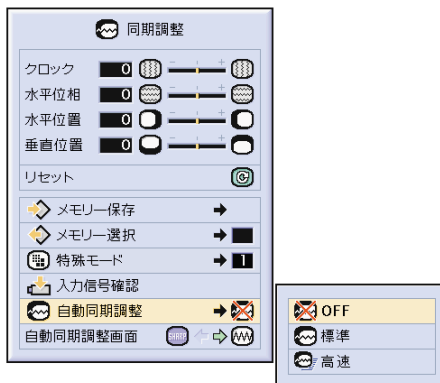 同期調整
クロック 0 − +
水平位相 0 − +
水平位置 0 − +
垂直位置 0 − +
リセット
メモリー保存
メモリー選択
特殊モード 1
入力信号確認
自動同期調整
自動同期調整画面 SHARP
OFF
標準
高速